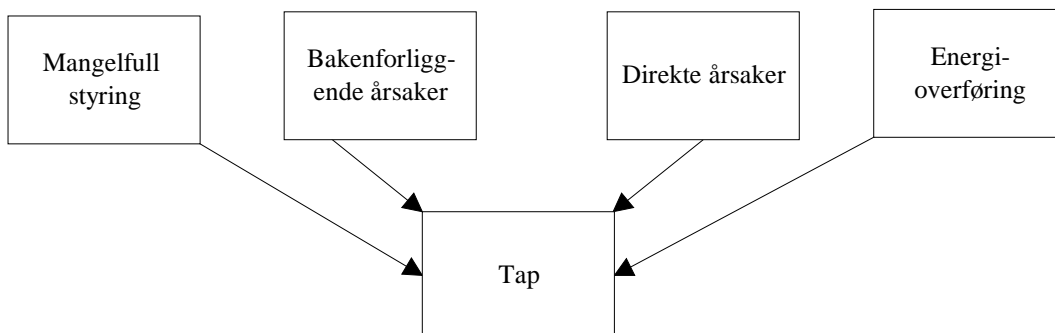 Mangelfull
styring
Bakenforligg-
ende årsaker
Direkte årsaker
Energi-
overføring
Tap